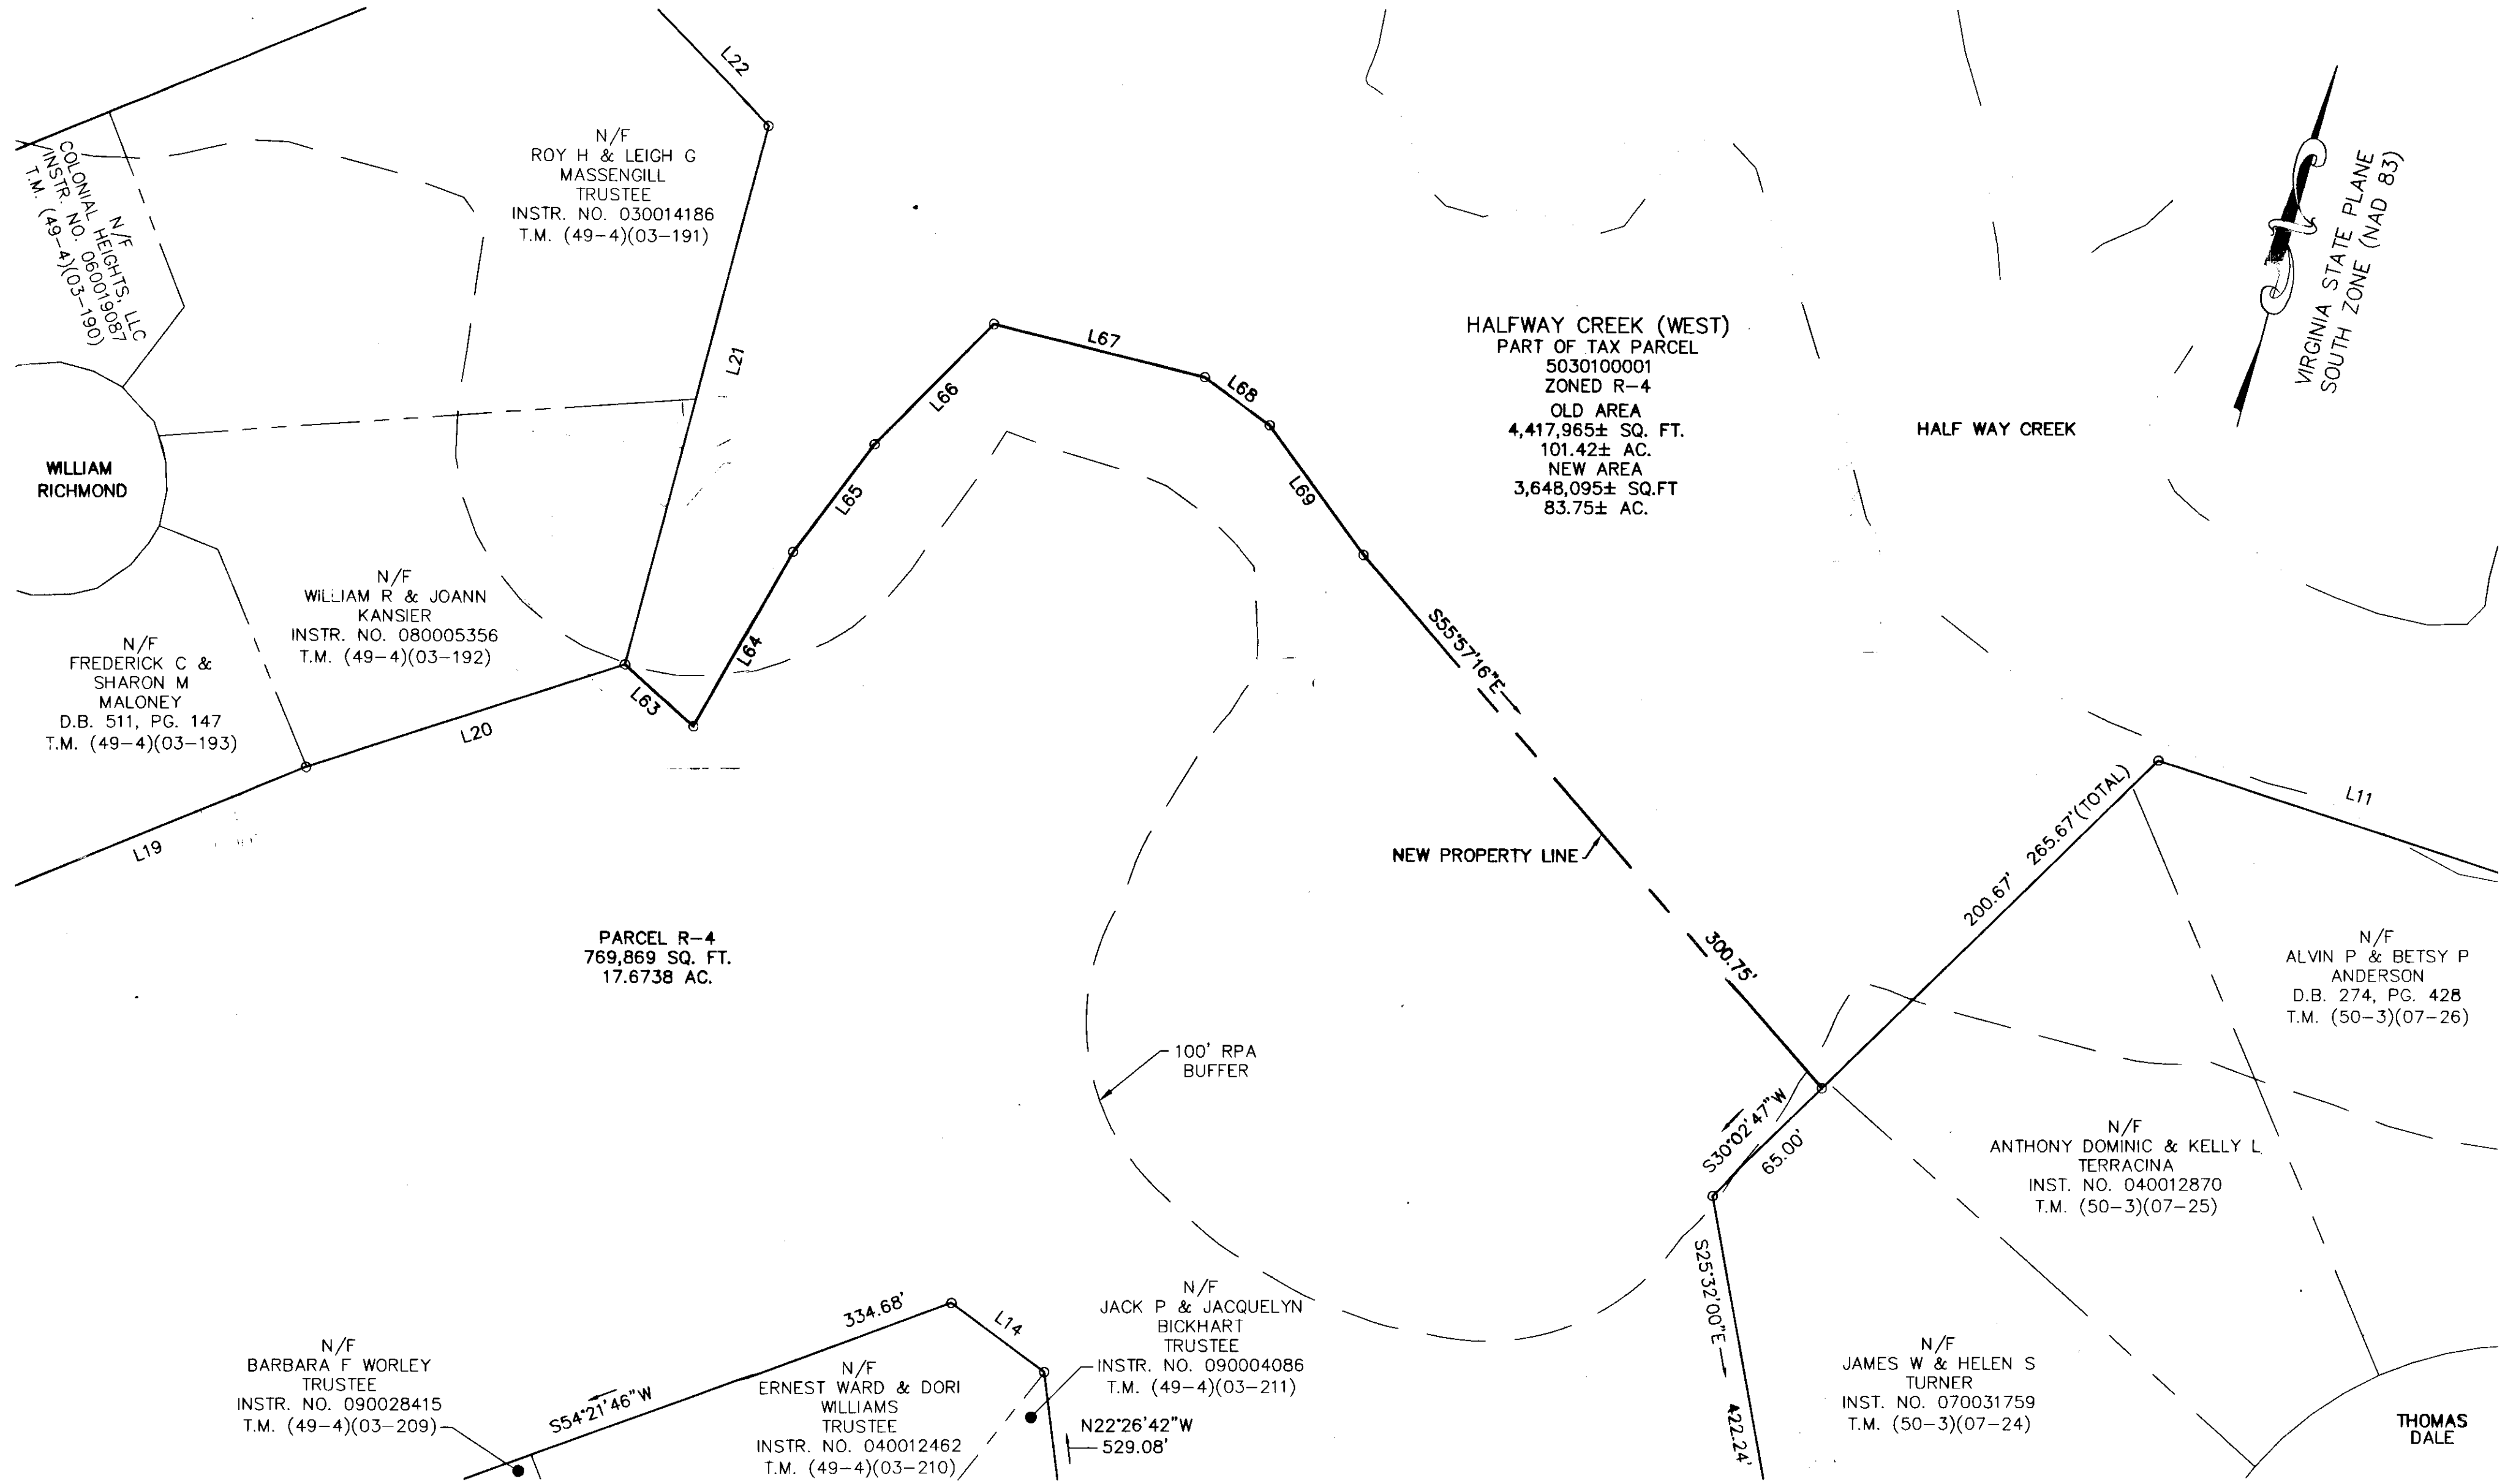 L22
N/F
ROY H & LEIGH G
MASSENGILL
TRUSTEE
INSTR. NO. 030014186
T.M. (49-4)(03-191)
N/F
COLONIAL HEIGHTS, LLC
INSTR. NO. 060019087
T.M. (49-4)(03-190)
VIRGINIA STATE PLANE
SOUTH ZONE (NAD 83)
L21
L67
L68
L66
L65
L69
HALFWAY CREEK (WEST)
PART OF TAX PARCEL
5030100001
ZONED R-4
OLD AREA
4,417,965± SQ. FT.
101.42± AC.
NEW AREA
3,648,095± SQ.FT
83.75± AC.
HALF WAY CREEK
WILLIAM
RICHMOND
N/F
WILLIAM R & JOANN
KANSIER
INSTR. NO. 080005356
T.M. (49-4)(03-192)
N/F
FREDERICK C &
SHARON M
MALONEY
D.B. 511, PG. 147
T.M. (49-4)(03-193)
L64
L63
L20
L19
S55°57'16"E
300.75'
NEW PROPERTY LINE
265.67'(TOTAL)
200.67'
L11
PARCEL R-4
769,869 SQ. FT.
17.6738 AC.
N/F
ALVIN P & BETSY P
ANDERSON
D.B. 274, PG. 428
T.M. (50-3)(07-26)
100' RPA
BUFFER
S30°02'47"W
65.00'
N/F
ANTHONY DOMINIC & KELLY L
TERRACINA
INST. NO. 040012870
T.M. (50-3)(07-25)
S25°32'00"E
422.24'
N/F
BARBARA F WORLEY
TRUSTEE
INSTR. NO. 090028415
T.M. (49-4)(03-209)
334.68'
S54°21'46"W
L14
N/F
ERNEST WARD & DORI
WILLIAMS
TRUSTEE
INSTR. NO. 040012462
T.M. (49-4)(03-210)
N/F
JACK P & JACQUELYN
BICKHART
TRUSTEE
INSTR. NO. 090004086
T.M. (49-4)(03-211)
N22°26'42"W
529.08'
N/F
JAMES W & HELEN S
TURNER
INST. NO. 070031759
T.M. (50-3)(07-24)
THOMAS
DALE